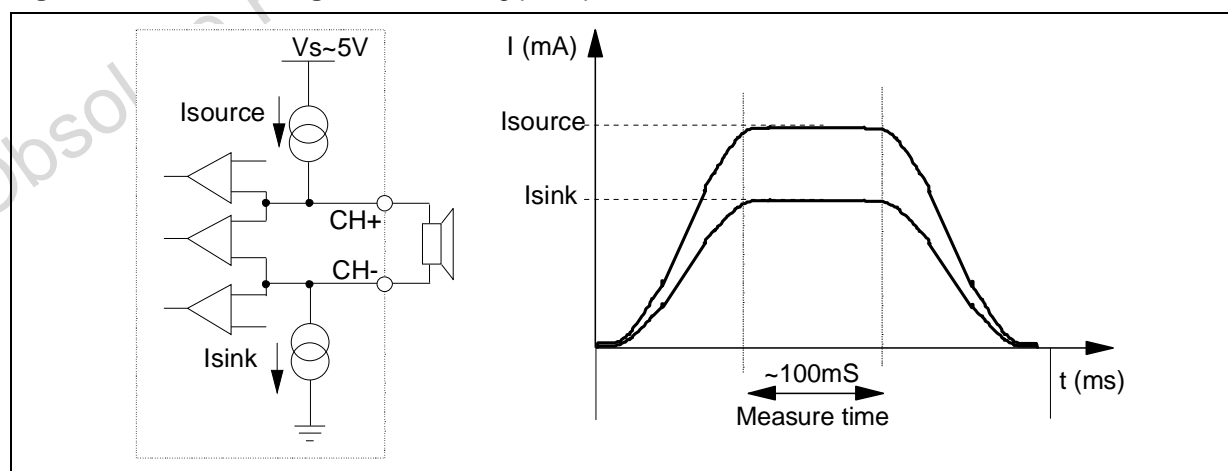 Vs~5V
Isource
CH+
CH-
Isink
I (mA)
Isource
Isink
~100mS
Measure time
t (ms)